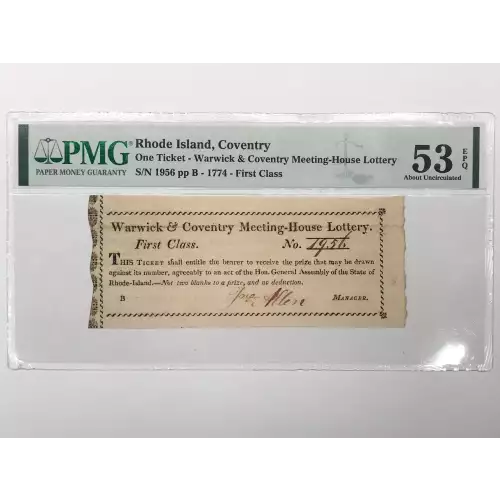 PMG
PAPER MONEY GUARANTY
Rhode Island, Coventry
One Ticket - Warwick & Coventry Meeting-House Lottery
S/N 1956 pp B - 1774 - First Class
53 EPQ
About Uncirculated
Warwick & Coventry Meeting-House Lottery.
First Class. No. 1956
THIS TICKET shall entitle the bearer to receive the prize that may be drawn
against its number, agreeably to an act of the Hon. General Assembly of the State of
Rhode-Island.—Not two blanks to a prize, and no deduction.
B Allen MANAGER.